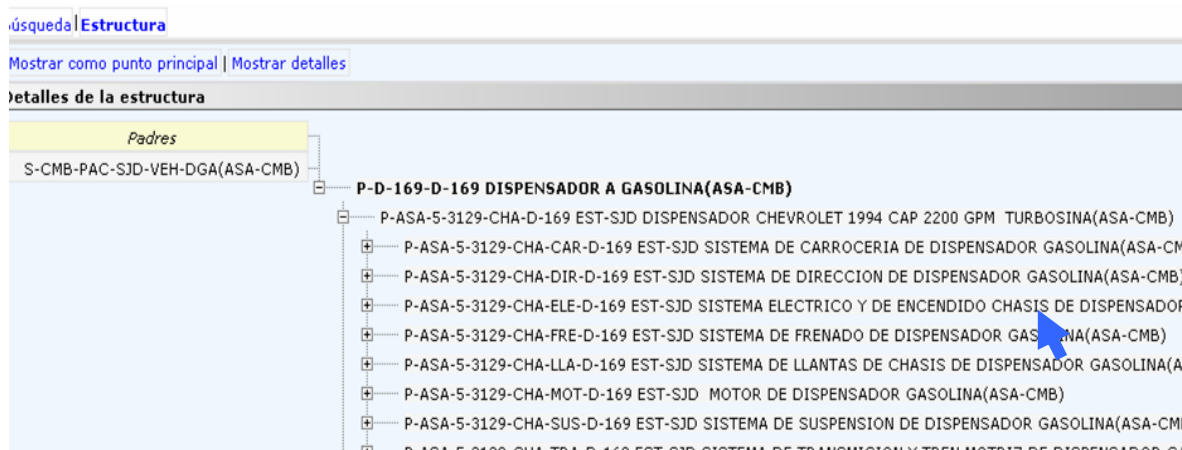 úsqueda Estructura
Mostrar como punto principal | Mostrar detalles
Detalles de la estructura
Padres
S-CMB-PAC-SJD-VEH-DGA(ASA-CMB)
P-D-169-D-169 DISPENSADOR A GASOLINA(ASA-CMB)
P-ASA-5-3129-CHA-D-169 EST-SJD DISPENSADOR CHEVROLET 1994 CAP 2200 GPM TURBOSINA(ASA-CMB)
P-ASA-5-3129-CHA-CAR-D-169 EST-SJD SISTEMA DE CARROCERIA DE DISPENSADOR GASOLINA(ASA-CM
P-ASA-5-3129-CHA-DIR-D-169 EST-SJD SISTEMA DE DIRECCION DE DISPENSADOR GASOLINA(ASA-CMB)
P-ASA-5-3129-CHA-ELE-D-169 EST-SJD SISTEMA ELECTRICO Y DE ENCENDIDO CHASIS DE DISPENSADOR
P-ASA-5-3129-CHA-FRE-D-169 EST-SJD SISTEMA DE FRENADO DE DISPENSADOR GASOLINA(ASA-CMB)
P-ASA-5-3129-CHA-LLA-D-169 EST-SJD SISTEMA DE LLANTAS DE CHASIS DE DISPENSADOR GASOLINA(A
P-ASA-5-3129-CHA-MOT-D-169 EST-SJD MOTOR DE DISPENSADOR GASOLINA(ASA-CMB)
P-ASA-5-3129-CHA-SUS-D-169 EST-SJD SISTEMA DE SUSPENSION DE DISPENSADOR GASOLINA(ASA-CM